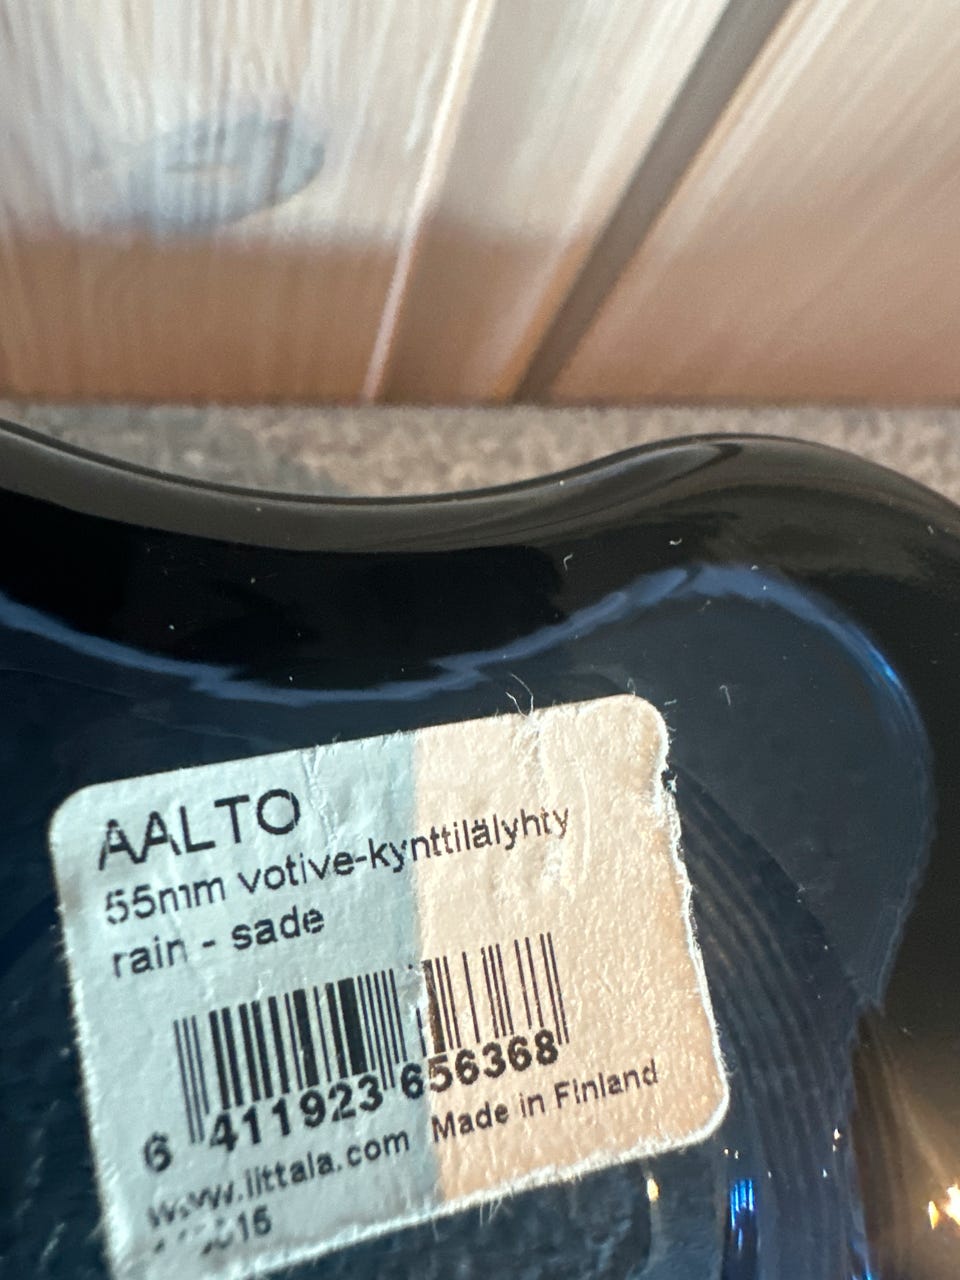 AALTO
55mm votive-kynttilälyhty
rain - sade
6 411923 656368
www.iittala.com Made in Finland